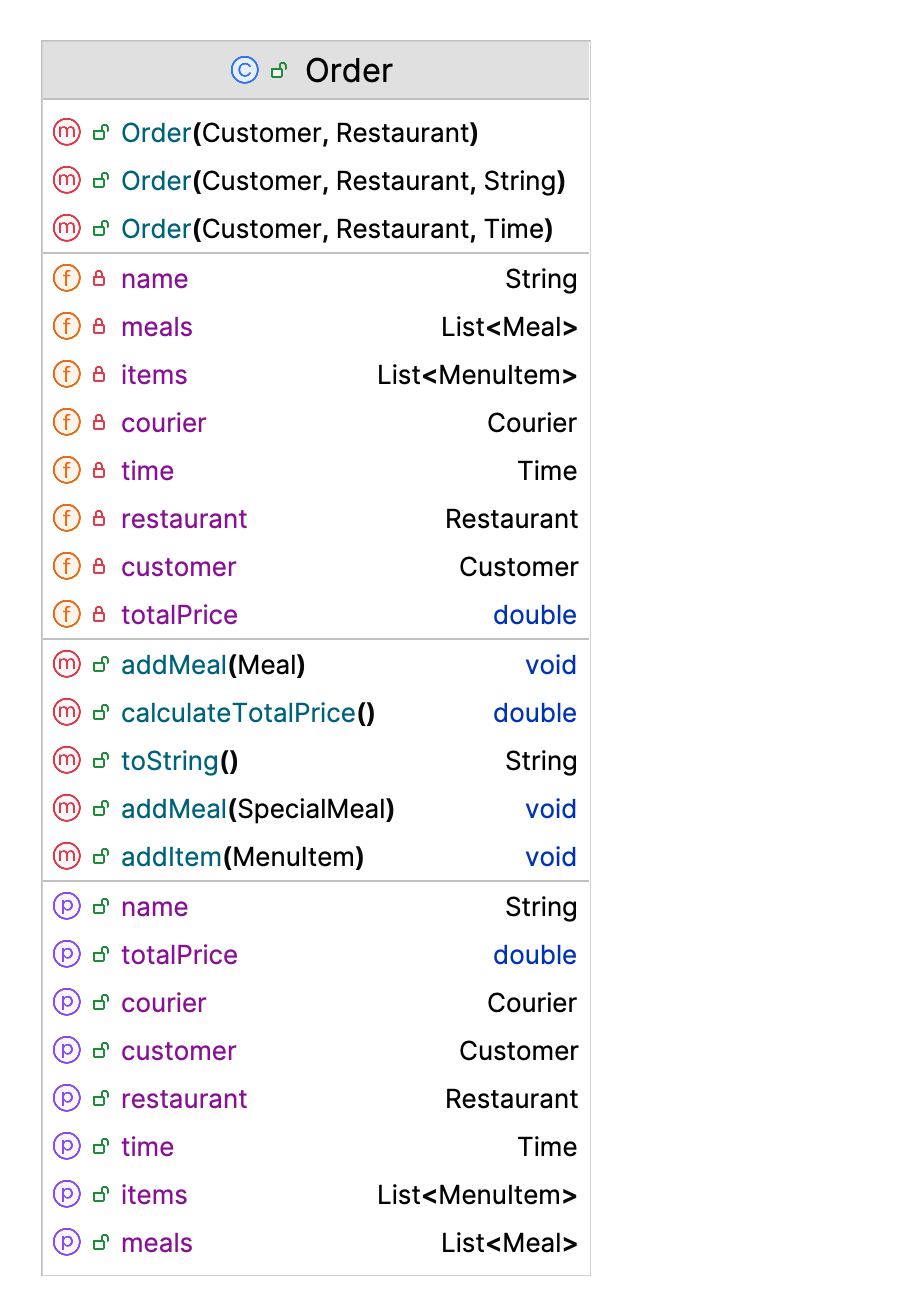 C Order
m Order(Customer, Restaurant)
m Order(Customer, Restaurant, String)
m Order(Customer, Restaurant, Time)
f name String
f meals List<Meal>
f items List<MenuItem>
f courier Courier
f time Time
f restaurant Restaurant
f customer Customer
f totalPrice double
m addMeal(Meal) void
m calculateTotalPrice() double
m toString() String
m addMeal(SpecialMeal) void
m addItem(MenuItem) void
p name String
p totalPrice double
p courier Courier
p customer Customer
p restaurant Restaurant
p time Time
p items List<MenuItem>
p meals List<Meal>